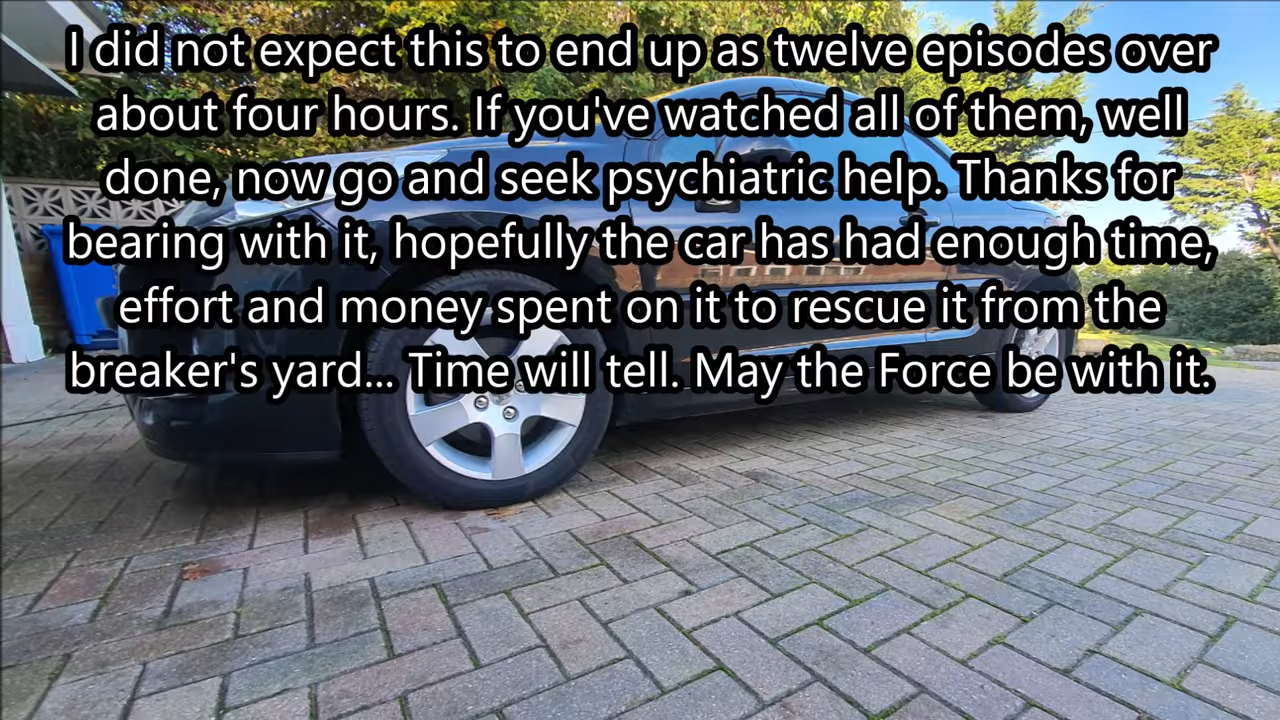 I did not expect this to end up as twelve episodes over
about four hours. If you've watched all of them, well
done, now go and seek psychiatric help. Thanks for
bearing with it, hopefully the car has had enough time,
effort and money spent on it to rescue it from the
breaker's yard... Time will tell. May the Force be with it.